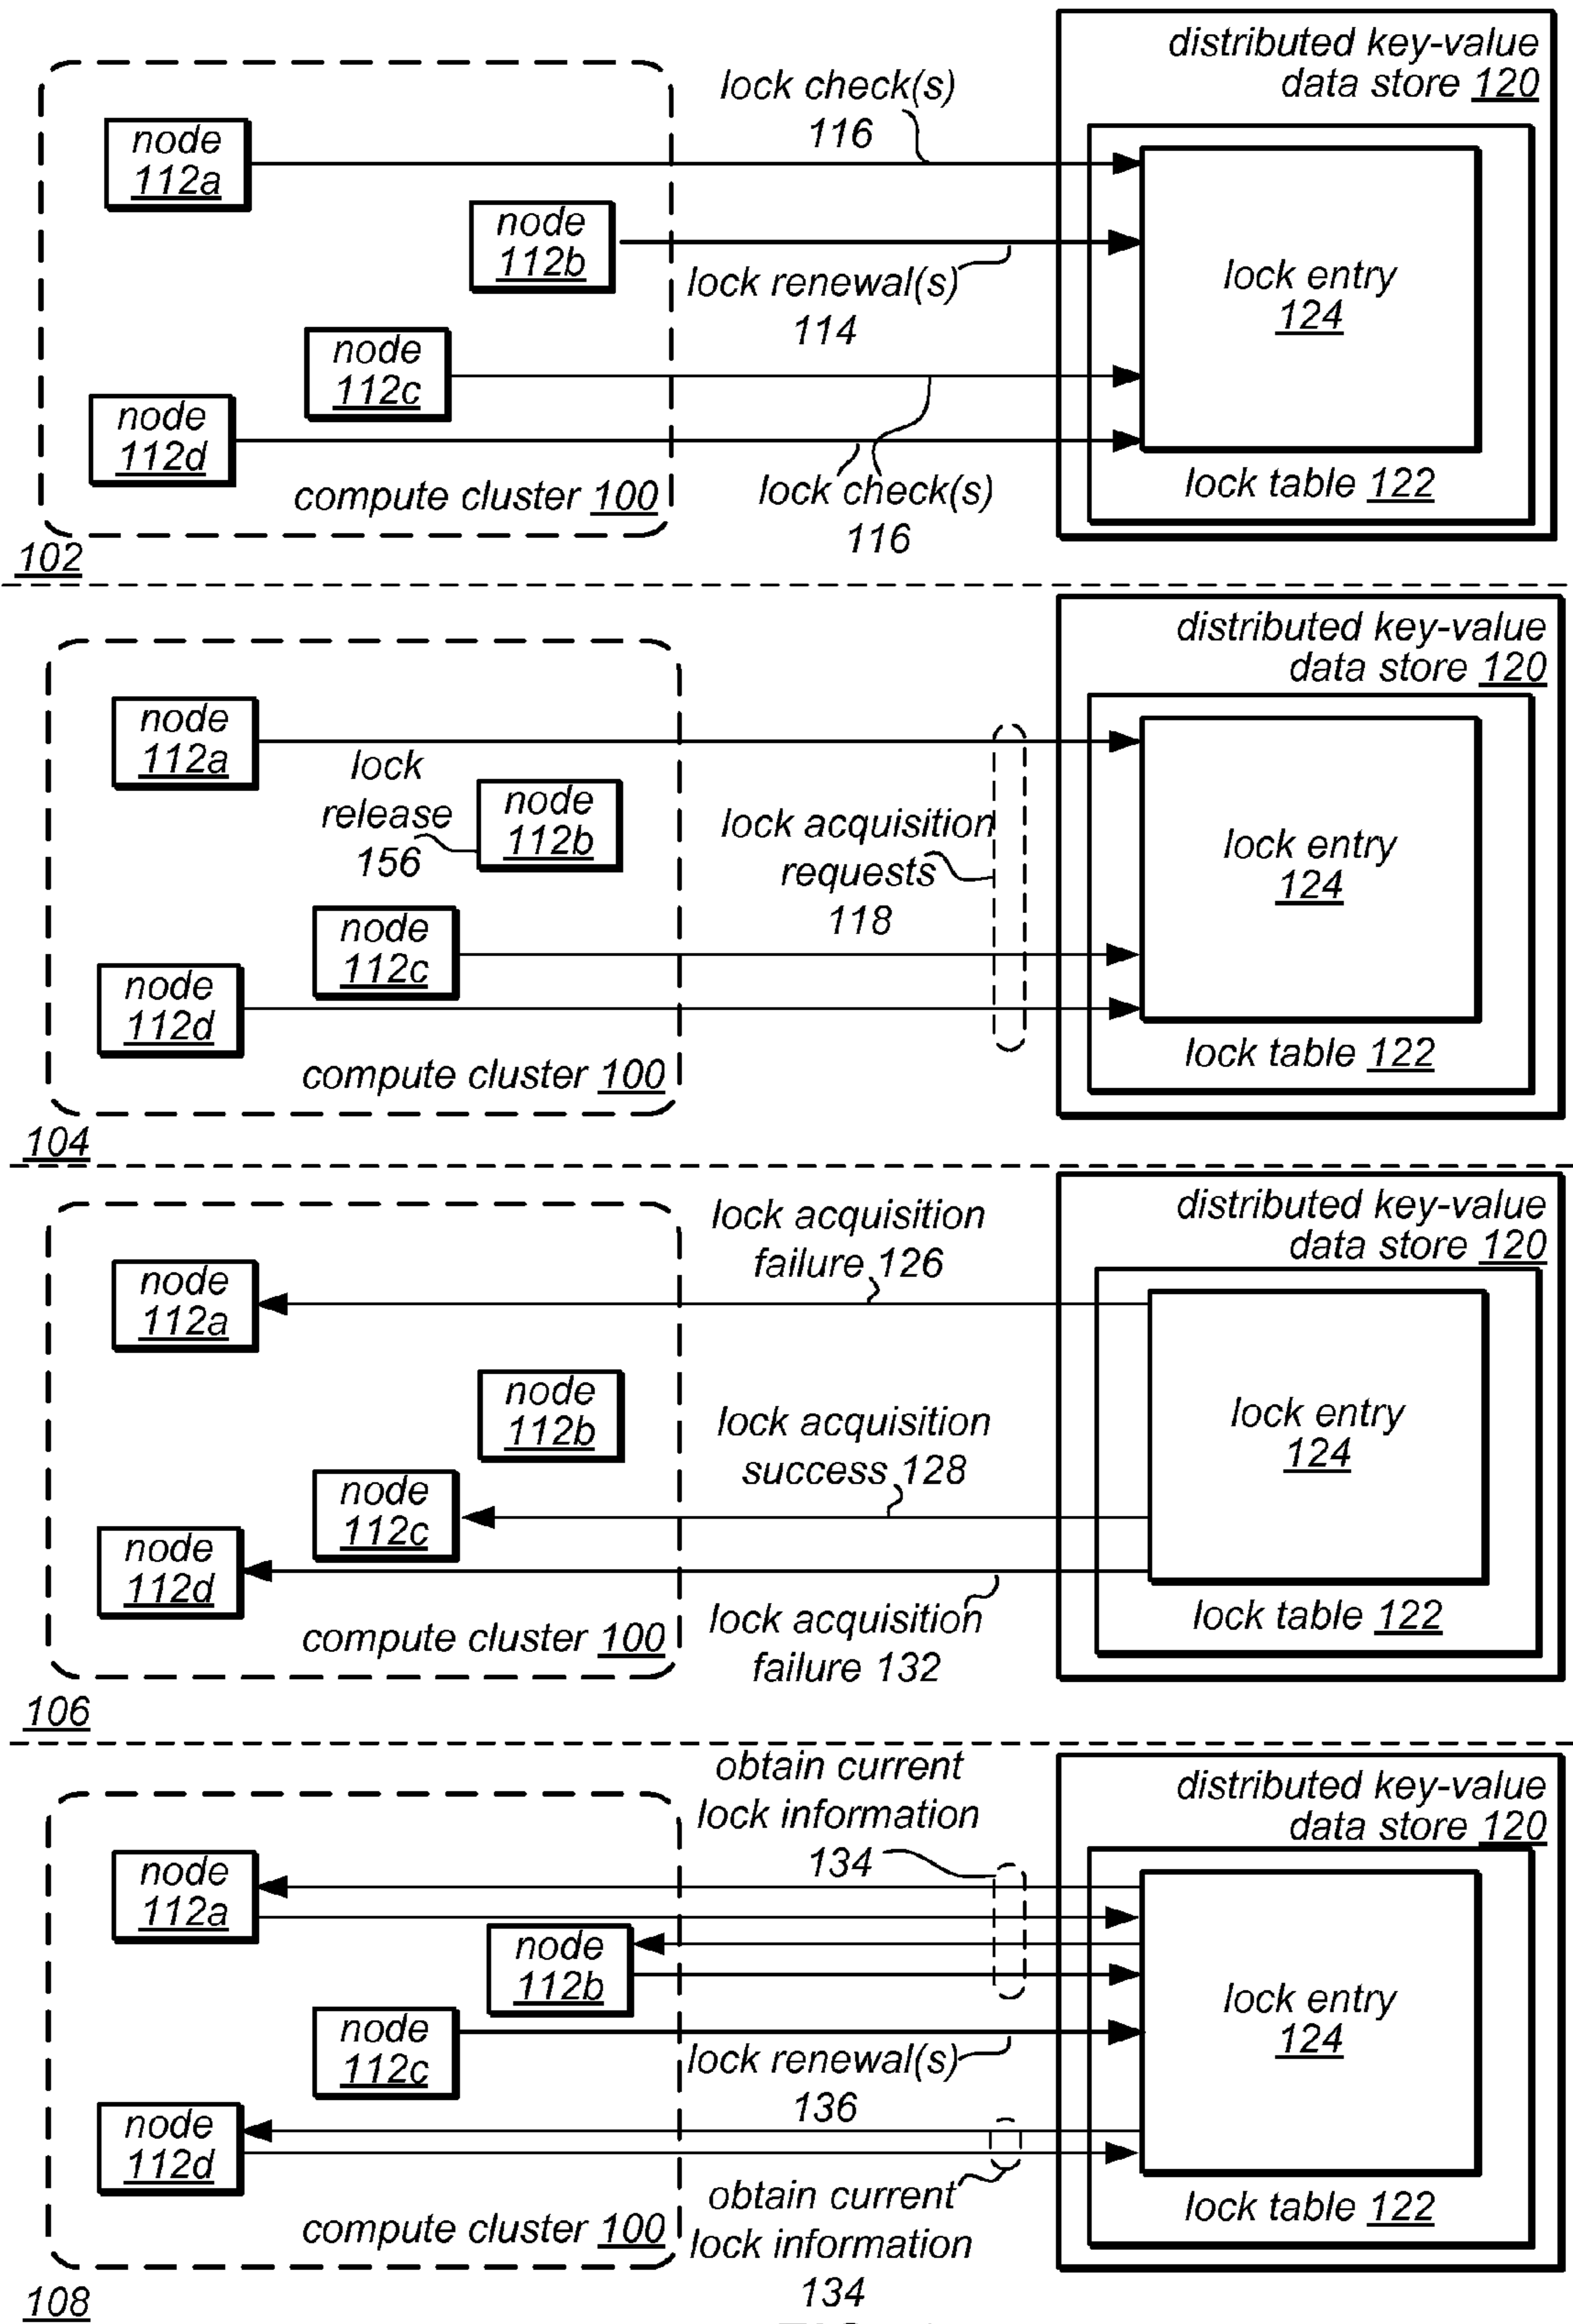 distributed key-value
data store 120
lock check(s)
116
node
112a
node
112b
lock renewal(s)
114
lock entry
124
node
112c
node
112d
lock check(s)
116
compute cluster 100
lock table 122
102
distributed key-value
data store 120
node
112a
lock
release
156
node
112b
lock acquisition
requests
118
lock entry
124
node
112c
node
112d
compute cluster 100
lock table 122
104
distributed key-value
data store 120
lock acquisition
failure 126
node
112a
node
112b
lock acquisition
success 128
lock entry
124
node
112c
node
112d
lock acquisition
failure 132
compute cluster 100
lock table 122
106
obtain current
lock information
134
distributed key-value
data store 120
node
112a
node
112b
lock entry
124
node
112c
lock renewal(s)
136
node
112d
obtain current
lock information
134
compute cluster 100
lock table 122
108